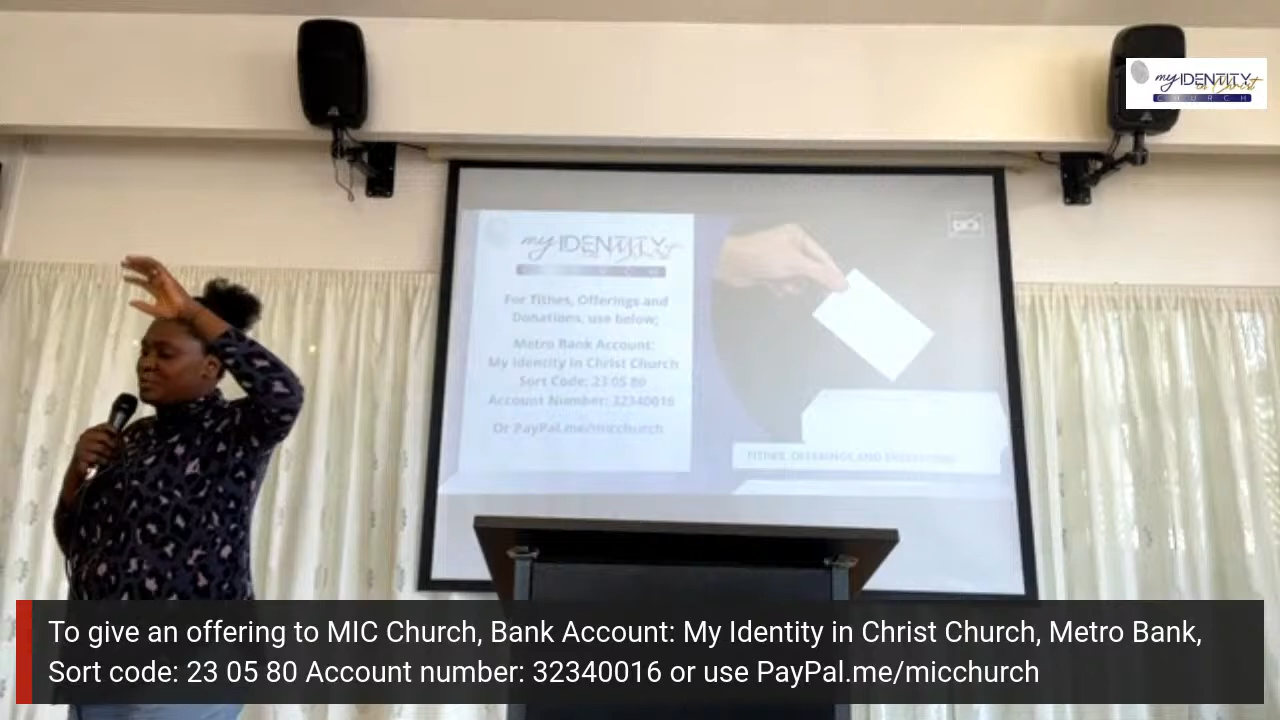 my IDENTITY
in Christ
CHURCH
my IDENTITY
For Tithes, Offerings and
Donations, use below;
Metro Bank Account:
My Identity in Christ Church
Sort Code: 23 05 80
Account Number: 32340016
Or PayPal.me/micchurch
TITHES, OFFERINGS AND
To give an offering to MIC Church, Bank Account: My Identity in Christ Church, Metro Bank,
Sort code: 23 05 80 Account number: 32340016 or use PayPal.me/micchurch